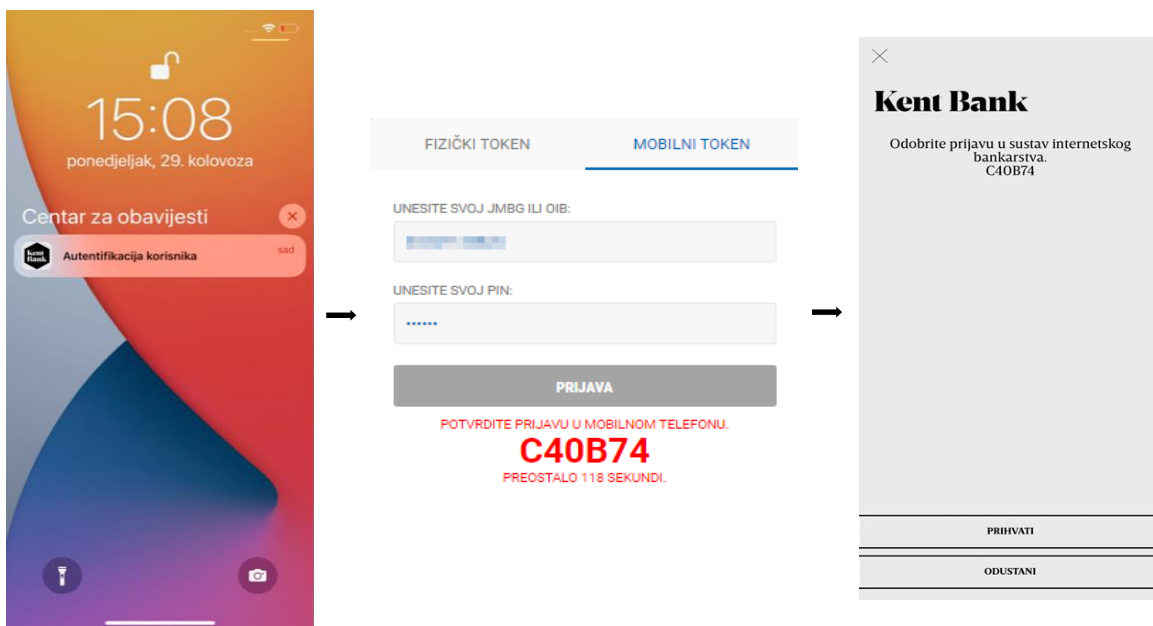 15:08
ponedjeljak, 29. kolovoza
Centar za obavijesti
Kent
Bank
Autentifikacija korisnika
sad
FIZIČKI TOKEN
MOBILNI TOKEN
UNESITE SVOJ JMBG ILI OIB:
UNESITE SVOJ PIN:
PRIJAVA
POTVRDITE PRIJAVU U MOBILNOM TELEFONU.
C40B74
PREOSTALO 118 SEKUNDI.
Kent Bank
Odobrite prijavu u sustav internetskog
bankarstva.
C40B74
PRIHVATI
ODUSTANI